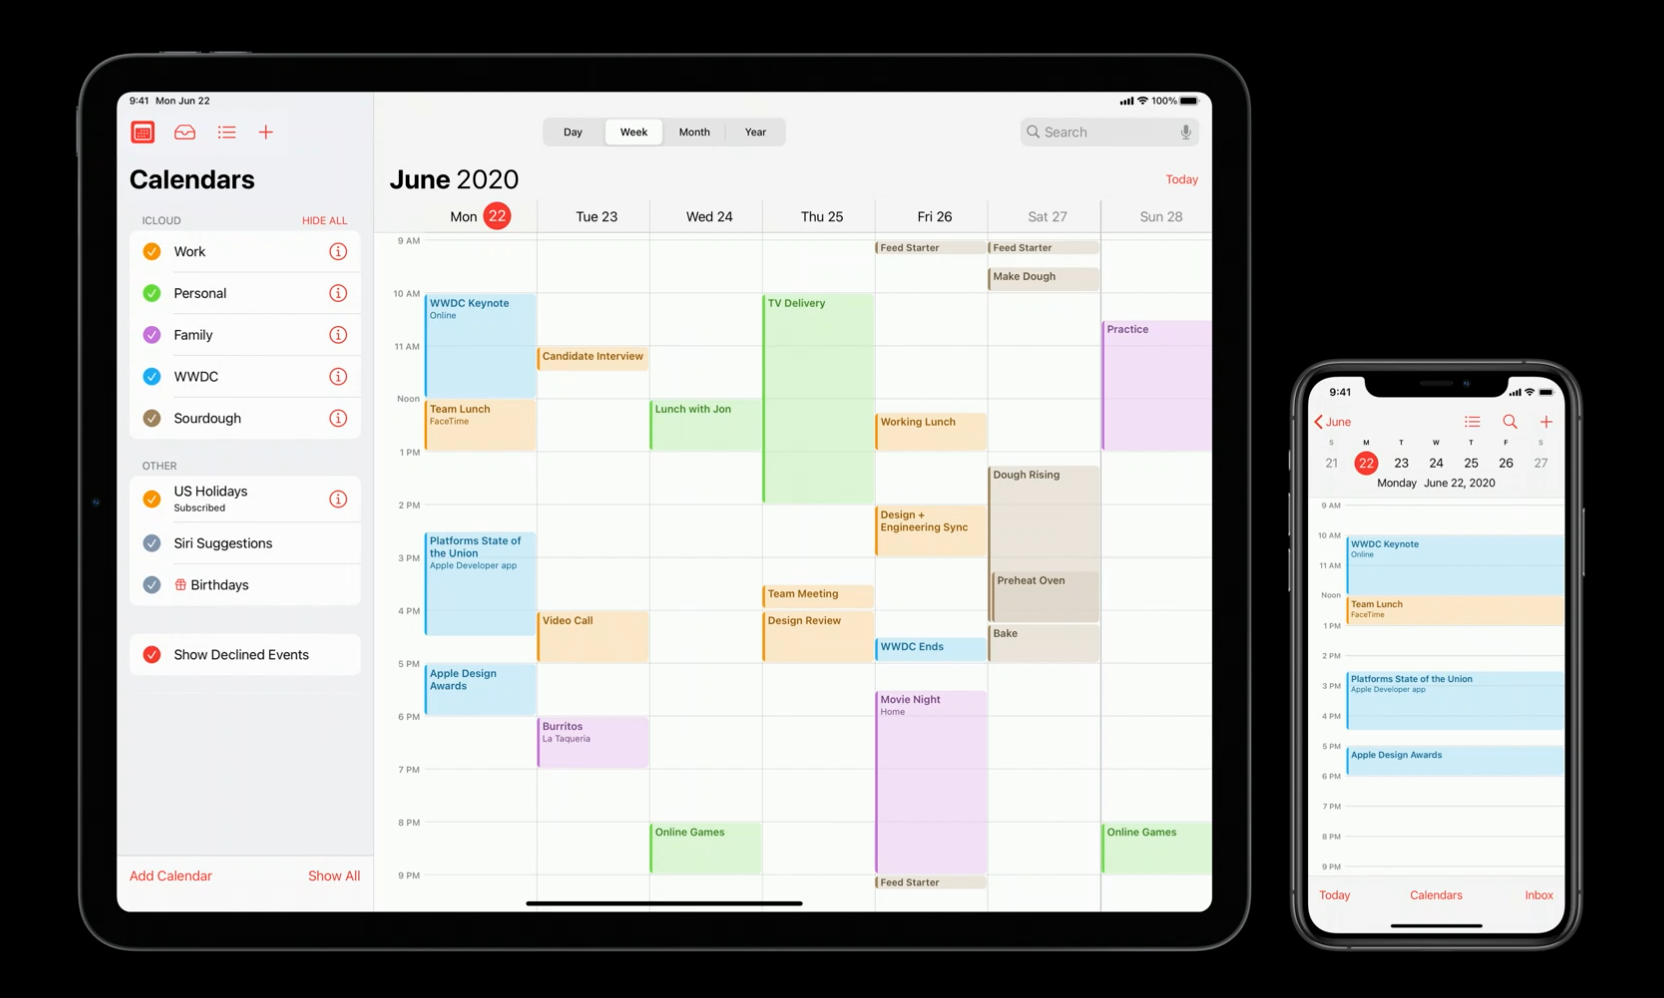 9:41 Mon Jun 22
100%
Calendars
ICLOUD HIDE ALL
Work
Personal
Family
WWDC
Sourdough
OTHER
US Holidays
Subscribed
Siri Suggestions
Birthdays
Show Declined Events
Add Calendar Show All
Day Week Month Year
Search
June 2020
Today
Mon 22 Tue 23 Wed 24 Thu 25 Fri 26 Sat 27 Sun 28
9 AM
Feed Starter
Feed Starter
Make Dough
10 AM
WWDC Keynote
Online
TV Delivery
Practice
11 AM
Candidate Interview
Noon
Team Lunch
FaceTime
Lunch with Jon
Working Lunch
1 PM
Dough Rising
2 PM
Design +
Engineering Sync
Platforms State of
the Union
Apple Developer app
3 PM
Preheat Oven
Team Meeting
4 PM
Video Call
Design Review
Bake
WWDC Ends
5 PM
Apple Design
Awards
Movie Night
Home
6 PM
Burritos
La Taqueria
7 PM
8 PM
Online Games
Online Games
9 PM
Feed Starter
9:41
June
S M T W T F S
21 22 23 24 25 26 27
Monday June 22, 2020
9 AM
10 AM
WWDC Keynote
Online
11 AM
Noon
Team Lunch
FaceTime
1 PM
2 PM
Platforms State of the Union
Apple Developer app
3 PM
4 PM
5 PM
Apple Design Awards
6 PM
7 PM
8 PM
9 PM
Today Calendars Inbox